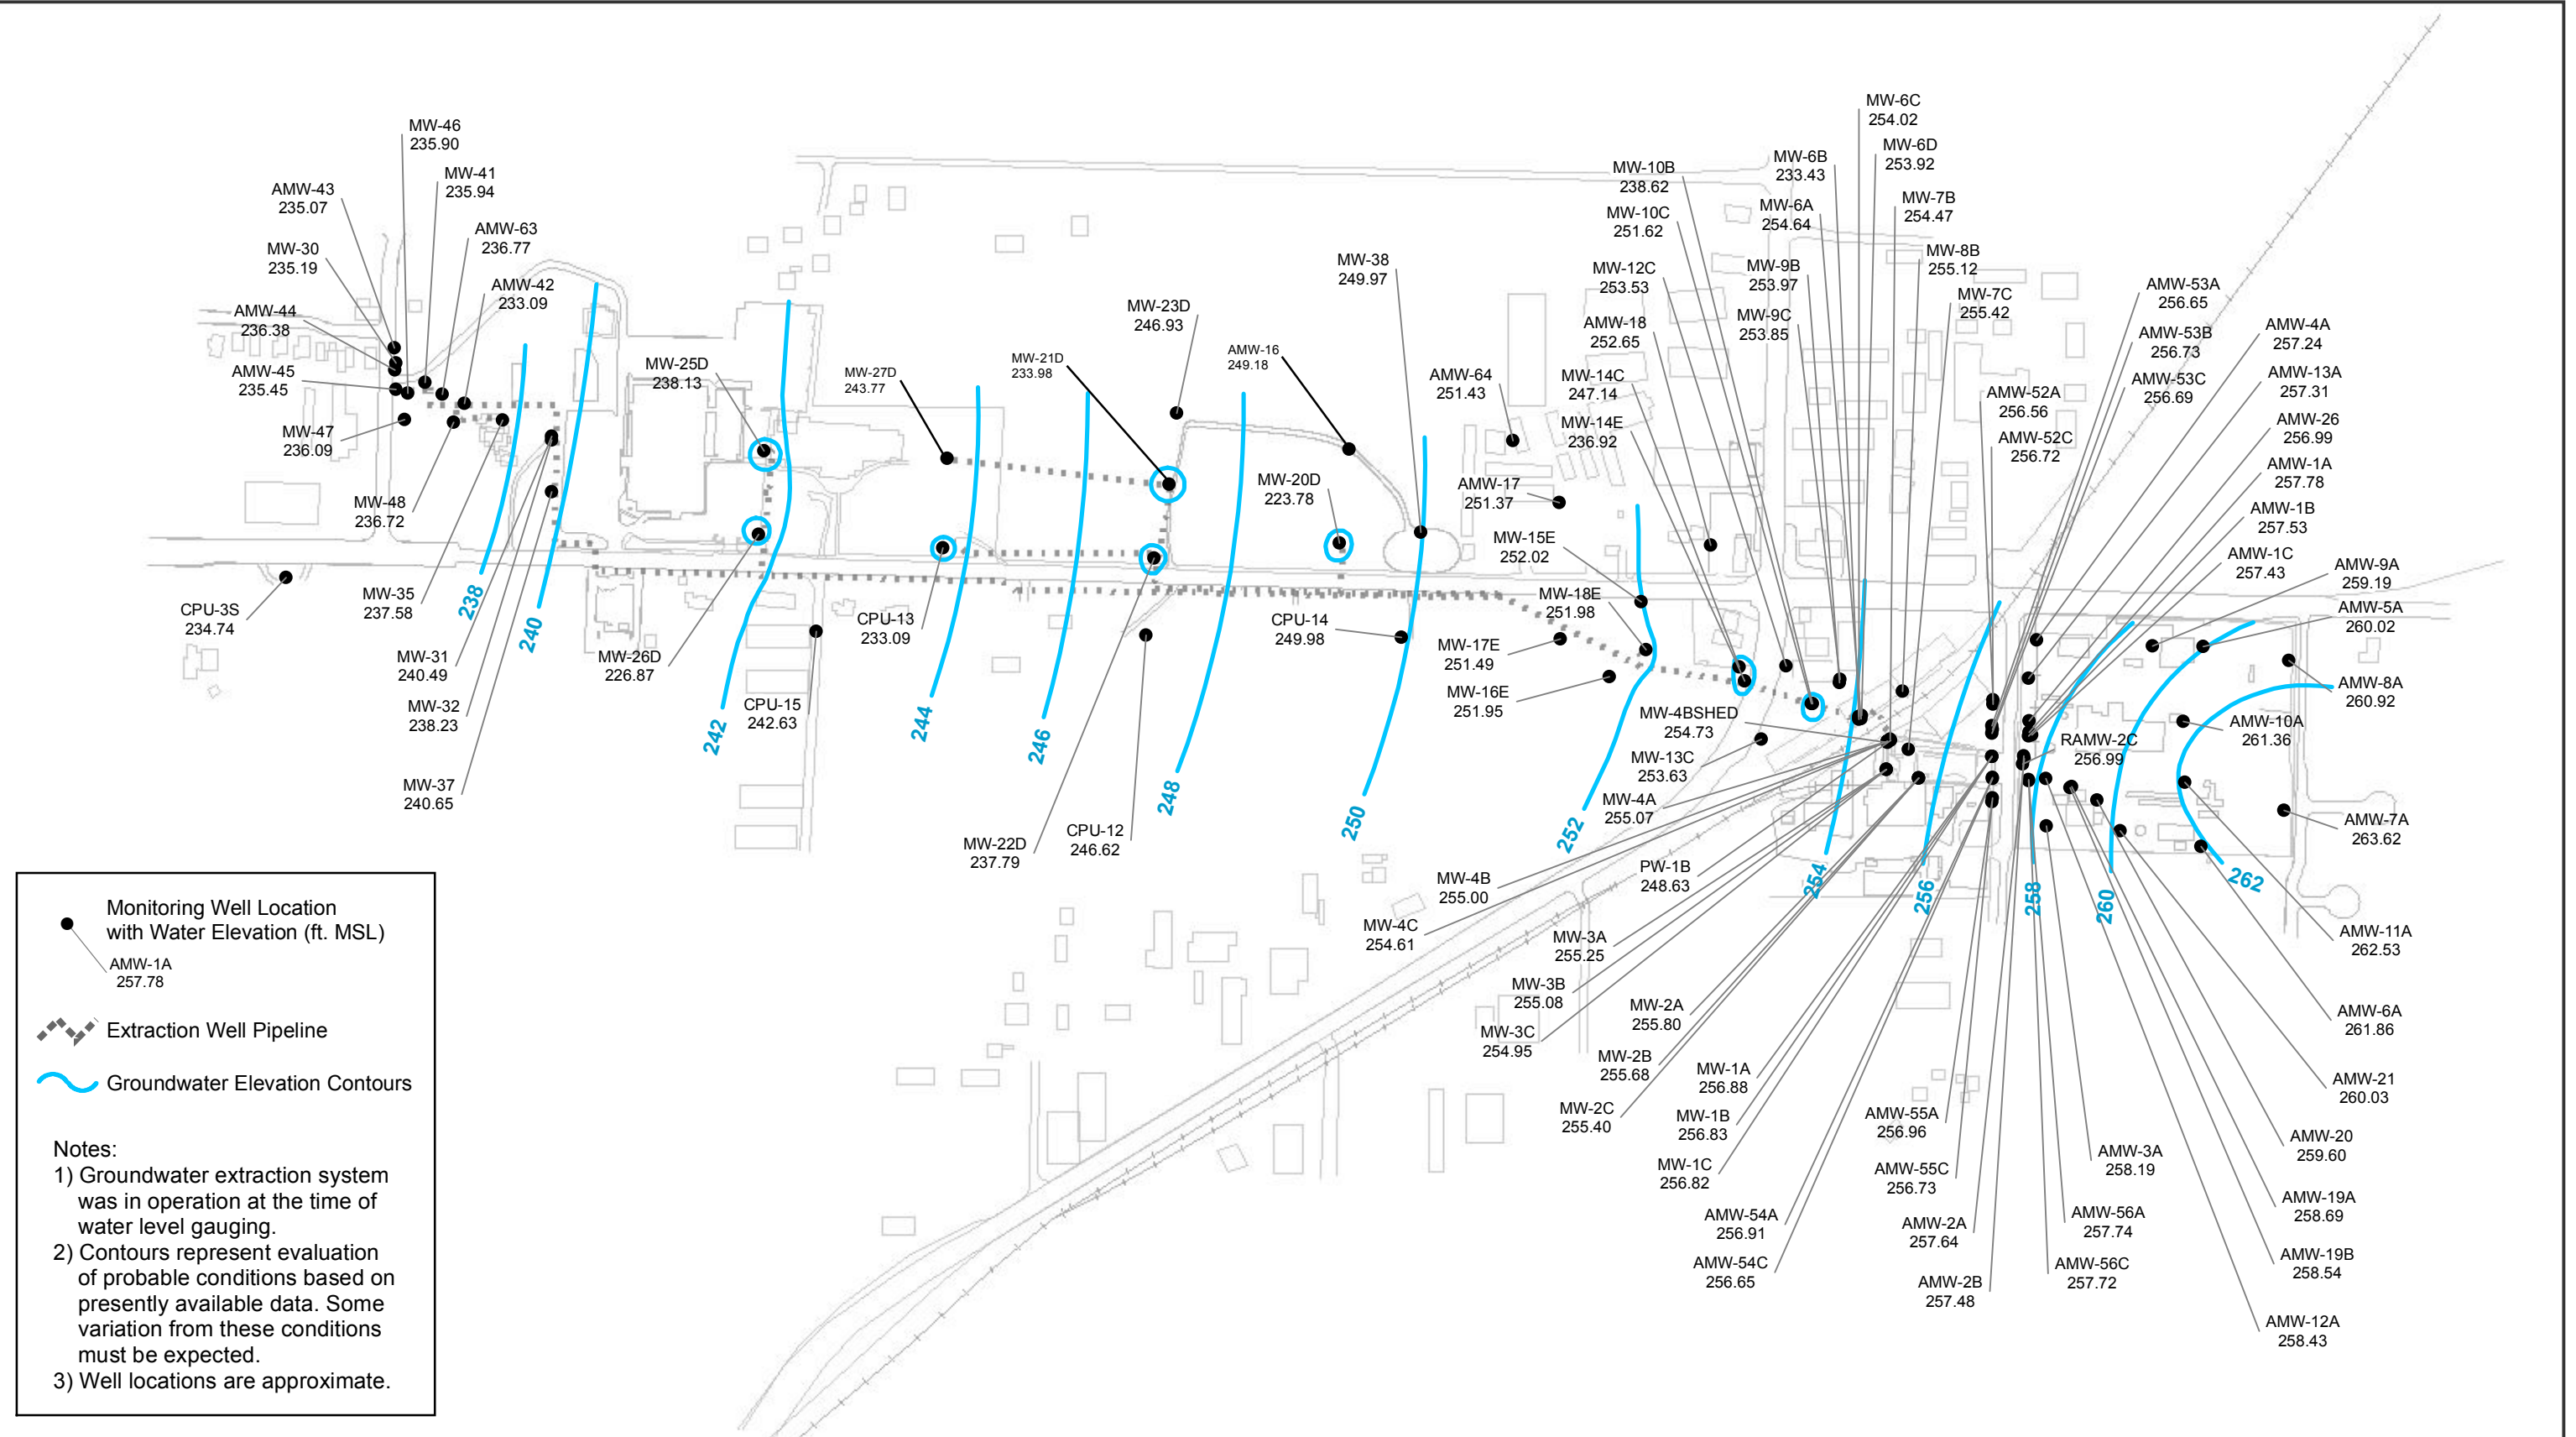 MW-46
235.90
MW-41
235.94
AMW-43
235.07
AMW-63
236.77
MW-30
235.19
AMW-42
233.09
AMW-44
236.38
AMW-45
235.45
MW-47
236.09
MW-48
236.72
CPU-3S
234.74
MW-35
237.58
238
240
MW-31
240.49
MW-32
238.23
MW-37
240.65
MW-25D
238.13
MW-26D
226.87
242
CPU-15
242.63
MW-27D
243.77
CPU-13
233.09
244
MW-21D
233.98
246
MW-22D
237.79
CPU-12
246.62
MW-23D
246.93
248
AMW-16
249.18
MW-20D
223.78
MW-38
249.97
CPU-14
249.98
250
AMW-64
251.43
AMW-17
251.37
MW-15E
252.02
MW-18E
251.98
MW-17E
251.49
MW-16E
251.95
252
MW-10B
238.62
MW-10C
251.62
MW-12C
253.53
AMW-18
252.65
MW-14C
247.14
MW-14E
236.92
MW-6C
254.02
MW-6B
233.43
MW-6D
253.92
MW-6A
254.64
MW-7B
254.47
MW-9B
253.97
MW-8B
255.12
MW-9C
253.85
MW-7C
255.42
AMW-53A
256.65
AMW-53B
256.73
AMW-53C
256.69
AMW-52A
256.56
AMW-52C
256.72
AMW-4A
257.24
AMW-13A
257.31
AMW-26
256.99
AMW-1A
257.78
AMW-1B
257.53
AMW-1C
257.43
AMW-9A
259.19
AMW-5A
260.02
AMW-8A
260.92
AMW-10A
261.36
RAMW-2C
256.99
AMW-7A
263.62
MW-4BSHED
254.73
MW-13C
253.63
MW-4A
255.07
PW-1B
248.63
MW-4B
255.00
MW-4C
254.61
MW-3A
255.25
MW-3B
255.08
MW-3C
254.95
254
256
258
260
262
MW-2A
255.80
MW-2B
255.68
MW-2C
255.40
MW-1A
256.88
MW-1B
256.83
MW-1C
256.82
AMW-54A
256.91
AMW-54C
256.65
AMW-55A
256.96
AMW-55C
256.73
AMW-2A
257.64
AMW-2B
257.48
AMW-3A
258.19
AMW-56A
257.74
AMW-56C
257.72
AMW-11A
262.53
AMW-6A
261.86
AMW-21
260.03
AMW-20
259.60
AMW-19A
258.69
AMW-19B
258.54
AMW-12A
258.43
Monitoring Well Location
with Water Elevation (ft. MSL)
AMW-1A
257.78
Extraction Well Pipeline
Groundwater Elevation Contours
Notes:
1) Groundwater extraction system
was in operation at the time of
water level gauging.
2) Contours represent evaluation
of probable conditions based on
presently available data. Some
variation from these conditions
must be expected.
3) Well locations are approximate.